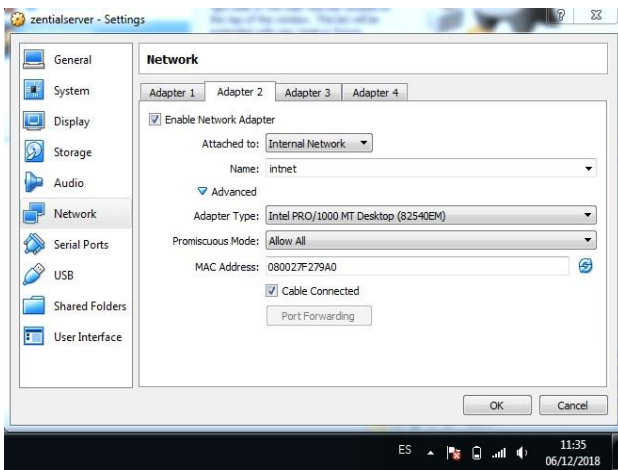 zentialserver - Settings
General
System
Display
Storage
Audio
Network
Serial Ports
USB
Shared Folders
User Interface
Network
Adapter 1 Adapter 2 Adapter 3 Adapter 4
Enable Network Adapter
Attached to: Internal Network
Name: intnet
Advanced
Adapter Type: Intel PRO/1000 MT Desktop (82540EM)
Promiscuous Mode: Allow All
MAC Address: 080027F279A0
Cable Connected
Port Forwarding
OK Cancel
ES 11:35
06/12/2018